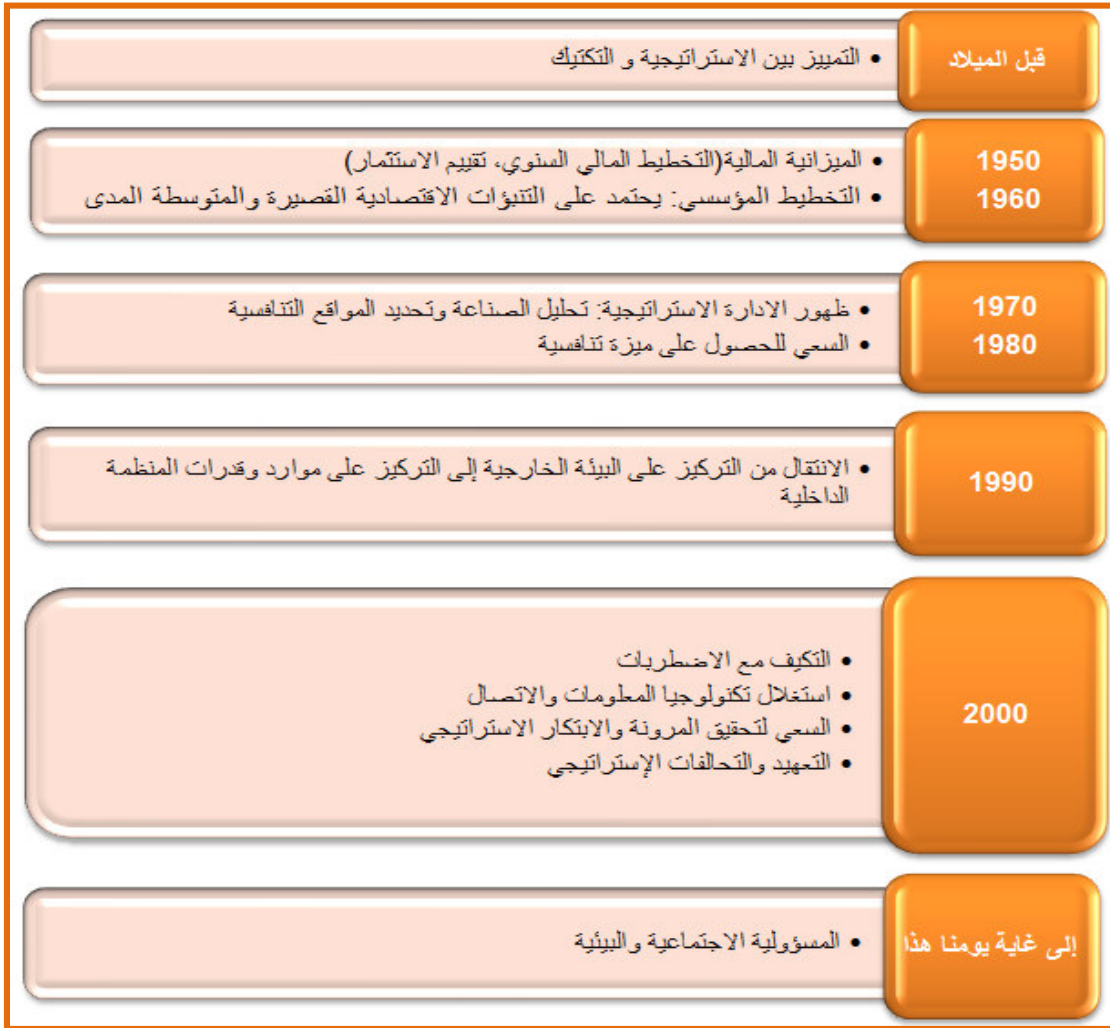 قبل الميلاد
• التمييز بين الاستراتيجية و التكتيك
1950
1960
• الميزانية المالية(التخطيط المالي السنوي، تقييم الاستثمار)
• التخطيط المؤسسي: يحتمد على التنبؤات الاقتصادية القصيرة والمتوسطة المدى
1970
1980
• ظهور الادارة الاستراتيجية: تحليل الصناعة وتحديد المواقع التنافسية
• السعي للحصول على ميزة تنافسية
1990
• الانتقال من التركيز على البيئة الخارجية إلى التركيز على موارد وقدرات المنظمة
الداخلية
2000
• التكيف مع الاضطربات
• استغلال تكنولوجيا المعلومات والاتصال
• السعي لتحقيق المرونة والابتكار الاستراتيجي
• التعهيد والتحالفات الإستراتيجي
إلى غاية يومنا هذا
• المسؤولية الاجتماعية والبيئية